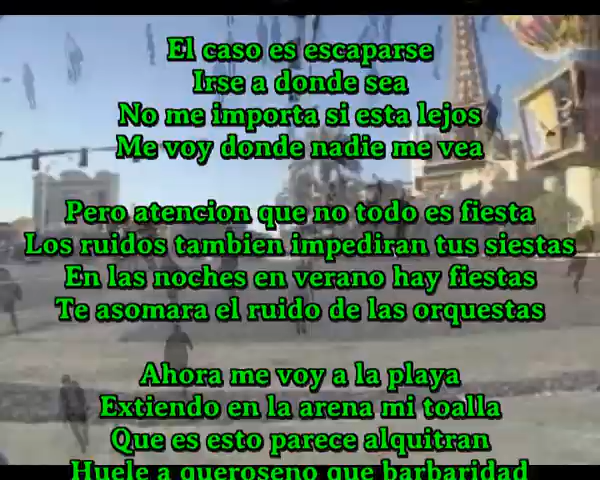 El caso es escaparse
Irse a donde sea
No me importa si esta lejos
Me voy donde nadie me vea
Pero atencion que no todo es fiesta
Los ruidos tambien impediran tus siestas
En las noches en verano hay fiestas
Te asomara el ruido de las orquestas
Ahora me voy a la playa
Extiendo en la arena mi toalla
Que es esto parece alquitran
Huele a queroseno que barbaridad